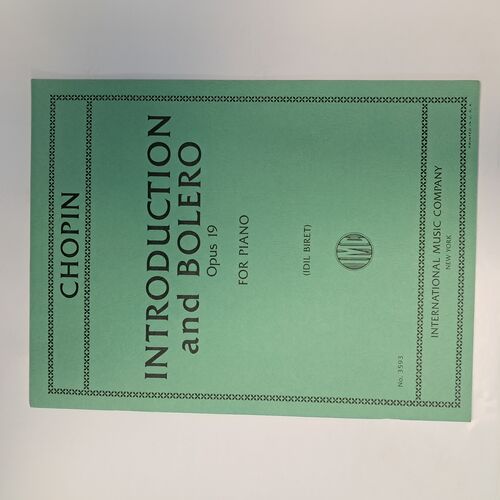 CHOPIN
INTRODUCTION
and BOLERO
Opus 19
FOR PIANO
(IDIL BIRET)
IMC
No. 3593
INTERNATIONAL MUSIC COMPANY
NEW YORK